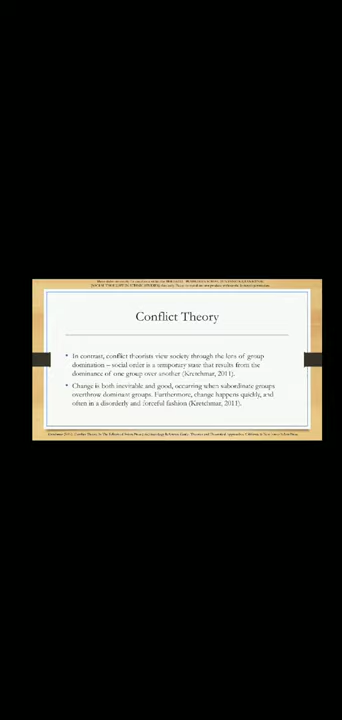 Conflict Theory
• In contrast, conflict theorists view society through the lens of group
domination – social order is a temporary state that results from the
dominance of one group over another (Kretchmar, 2011).
• Change is both inevitable and good, occurring when subordinate groups
overthrow dominant groups. Furthermore, change happens quickly, and
often in a disorderly and forceful fashion (Kretchmar, 2011).